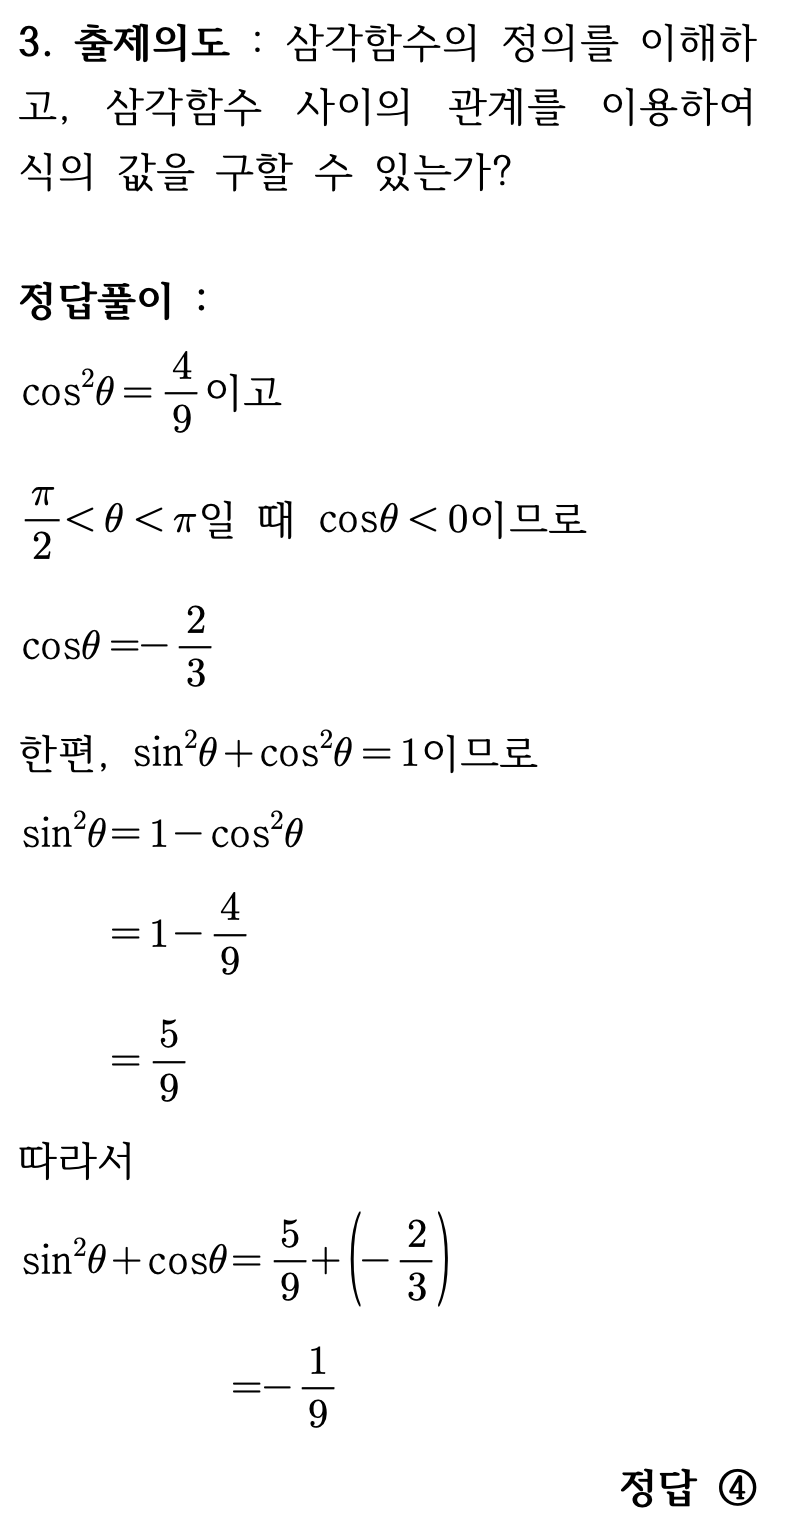 3. 출제의도 : 삼각함수의 정의를 이해하
고, 삼각함수 사이의 관계를 이용하여
식의 값을 구할 수 있는가?
정답풀이 :
cos²θ = 4/9 이고
π/2 < θ < π일 때 cosθ < 0이므로
cosθ = -2/3
한편, sin²θ + cos²θ = 1이므로
sin²θ = 1 - cos²θ
= 1 - 4/9
= 5/9
따라서
sin²θ + cosθ = 5/9 + (-2/3)
= -1/9
정답 ④